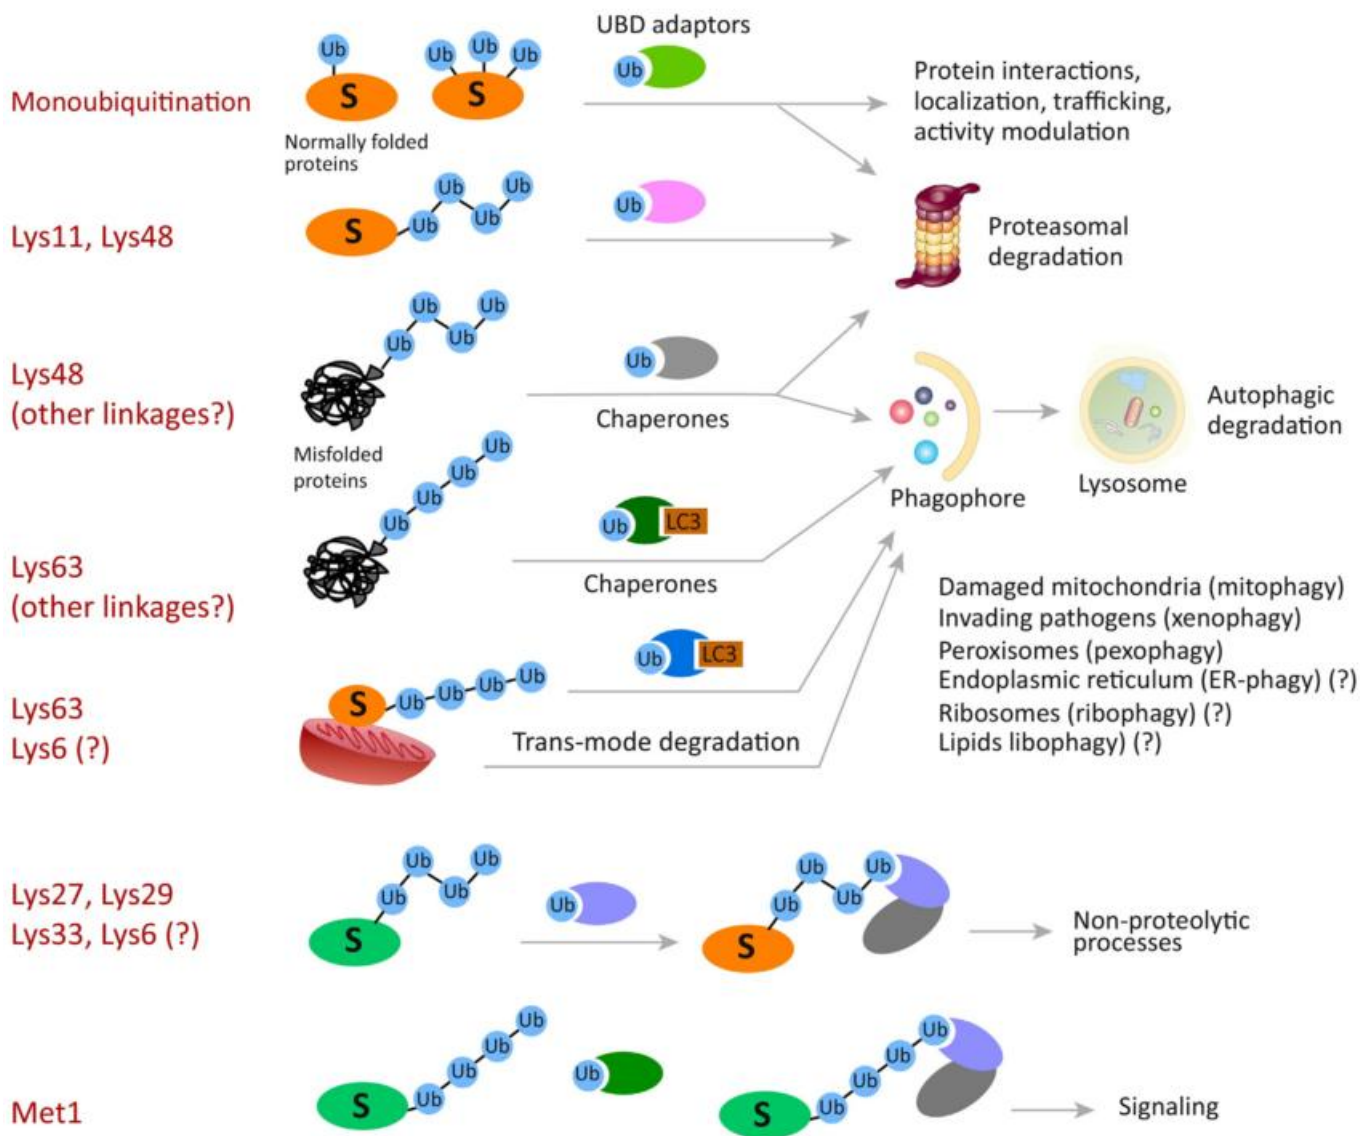 UBD adaptors
Ub
Ub Ub Ub
Ub
S
S
Monoubiquitination
Protein interactions,
localization, trafficking,
activity modulation
Normally folded
proteins
Ub Ub Ub Ub Ub
Ub
S
Lys11, Lys48
Proteasomal
degradation
Ub Ub Ub Ub Ub
Ub
Lys48
(other linkages?)
Chaperones
Misfolded
proteins
Phagophore
Lysosome
Autophagic
degradation
Ub Ub Ub Ub
Ub
LC3
Lys63
(other linkages?)
Chaperones
Damaged mitochondria (mitophagy)
Invading pathogens (xenophagy)
Peroxisomes (pexophagy)
Endoplasmic reticulum (ER-phagy) (?)
Ribosomes (ribophagy) (?)
Lipids libophagy) (?)
Ub
LC3
S
Ub Ub Ub Ub
Lys63
Lys6 (?)
Trans-mode degradation
Ub Ub Ub Ub
Ub
Ub Ub Ub Ub
Lys27, Lys29
Lys33, Lys6 (?)
S
S
Non-proteolytic
processes
Ub Ub Ub Ub
Ub
Ub Ub Ub Ub
S
S
Met1
Signaling